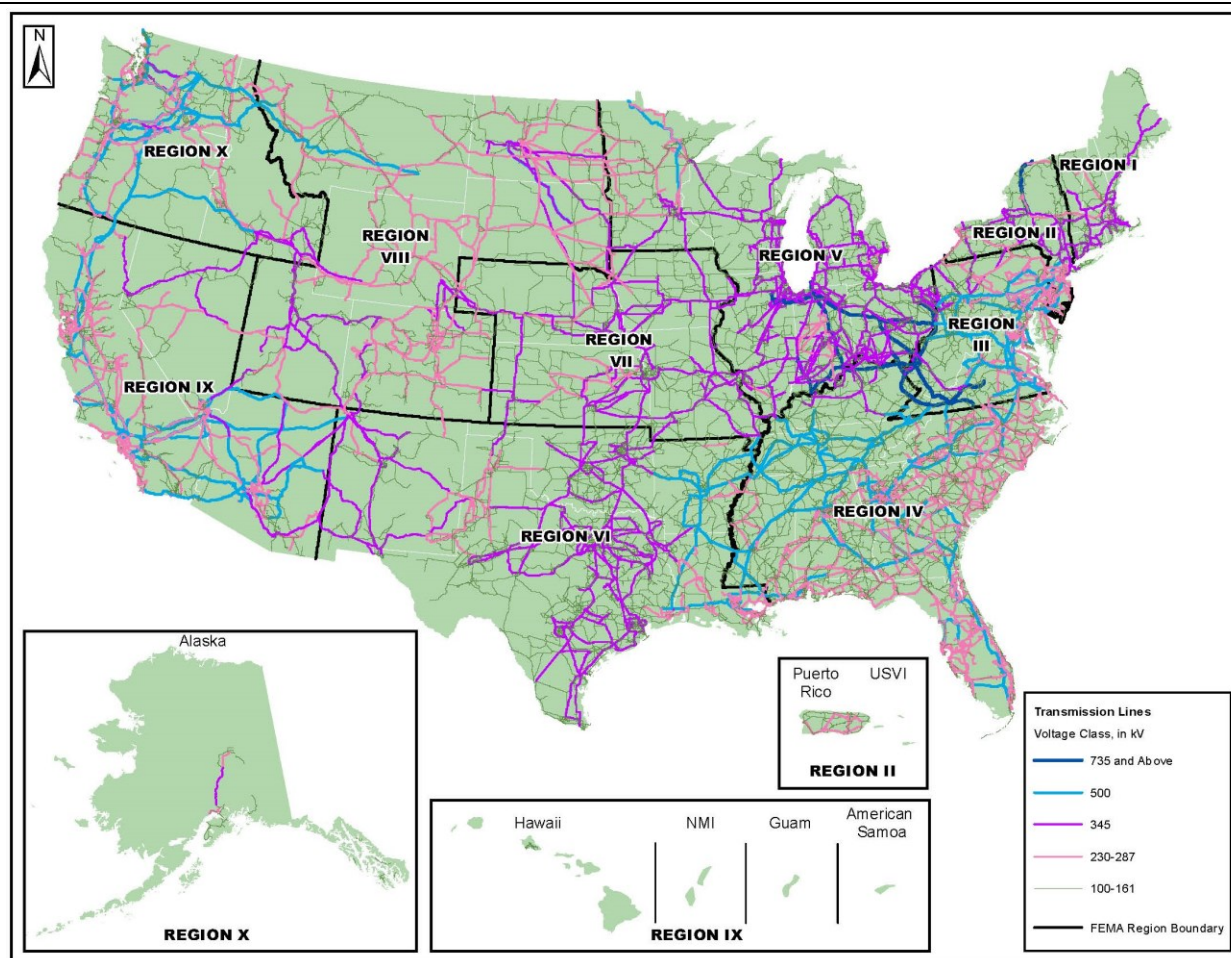 N
REGION X
REGION I
REGION II
REGION
VIII
REGION V
REGION
III
REGION
VII
REGION IX
REGION IV
REGION VI
Alaska
REGION X
Puerto
Rico
USVI
REGION II
Hawaii
NMI
Guam
American
Samoa
REGION IX
Transmission Lines
Voltage Class, in kV
735 and Above
500
345
230-287
100-161
FEMA Region Boundary